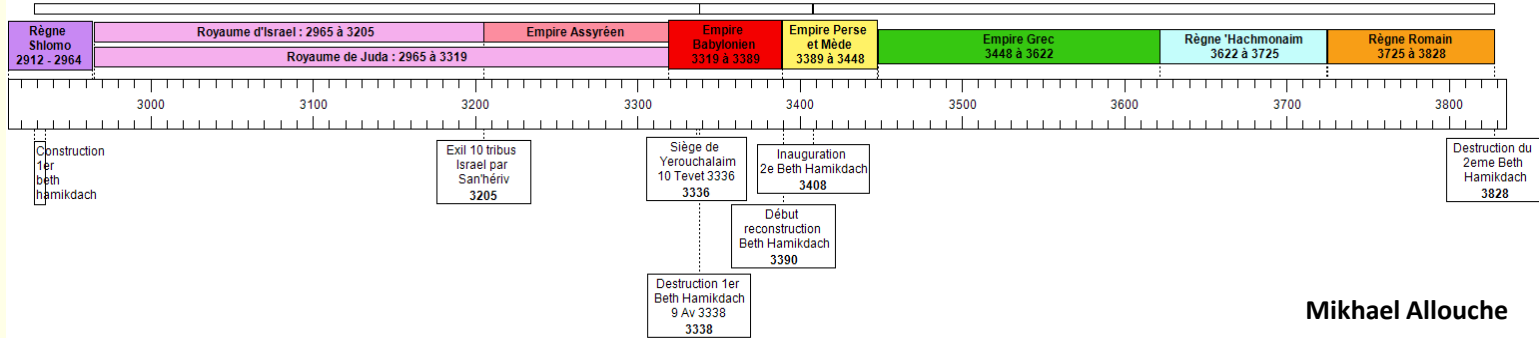 Règne
Shlomo
2912 - 2964
Royaume d'Israel : 2965 à 3205
Empire Assyréen
Royaume de Juda : 2965 à 3319
Empire
Babylonien
3319 à 3389
Empire Perse
et Mède
3389 à 3448
Empire Grec
3448 à 3622
Règne 'Hachmonaim
3622 à 3725
Règne Romain
3725 à 3828
3000 3100 3200 3300 3400 3500 3600 3700 3800
Construction
1er
beth
hamikdach
Exil 10 tribus
Israel par
San'hériv
3205
Siège de
Yerouchalaim
10 Tevet 3336
3336
Inauguration
2e Beth Hamikdach
3408
Début
reconstruction
Beth Hamikdach
3390
Destruction 1er
Beth Hamikdach
9 Av 3338
3338
Destruction du
2eme Beth
Hamikdach
3828
Mikhael Allouche